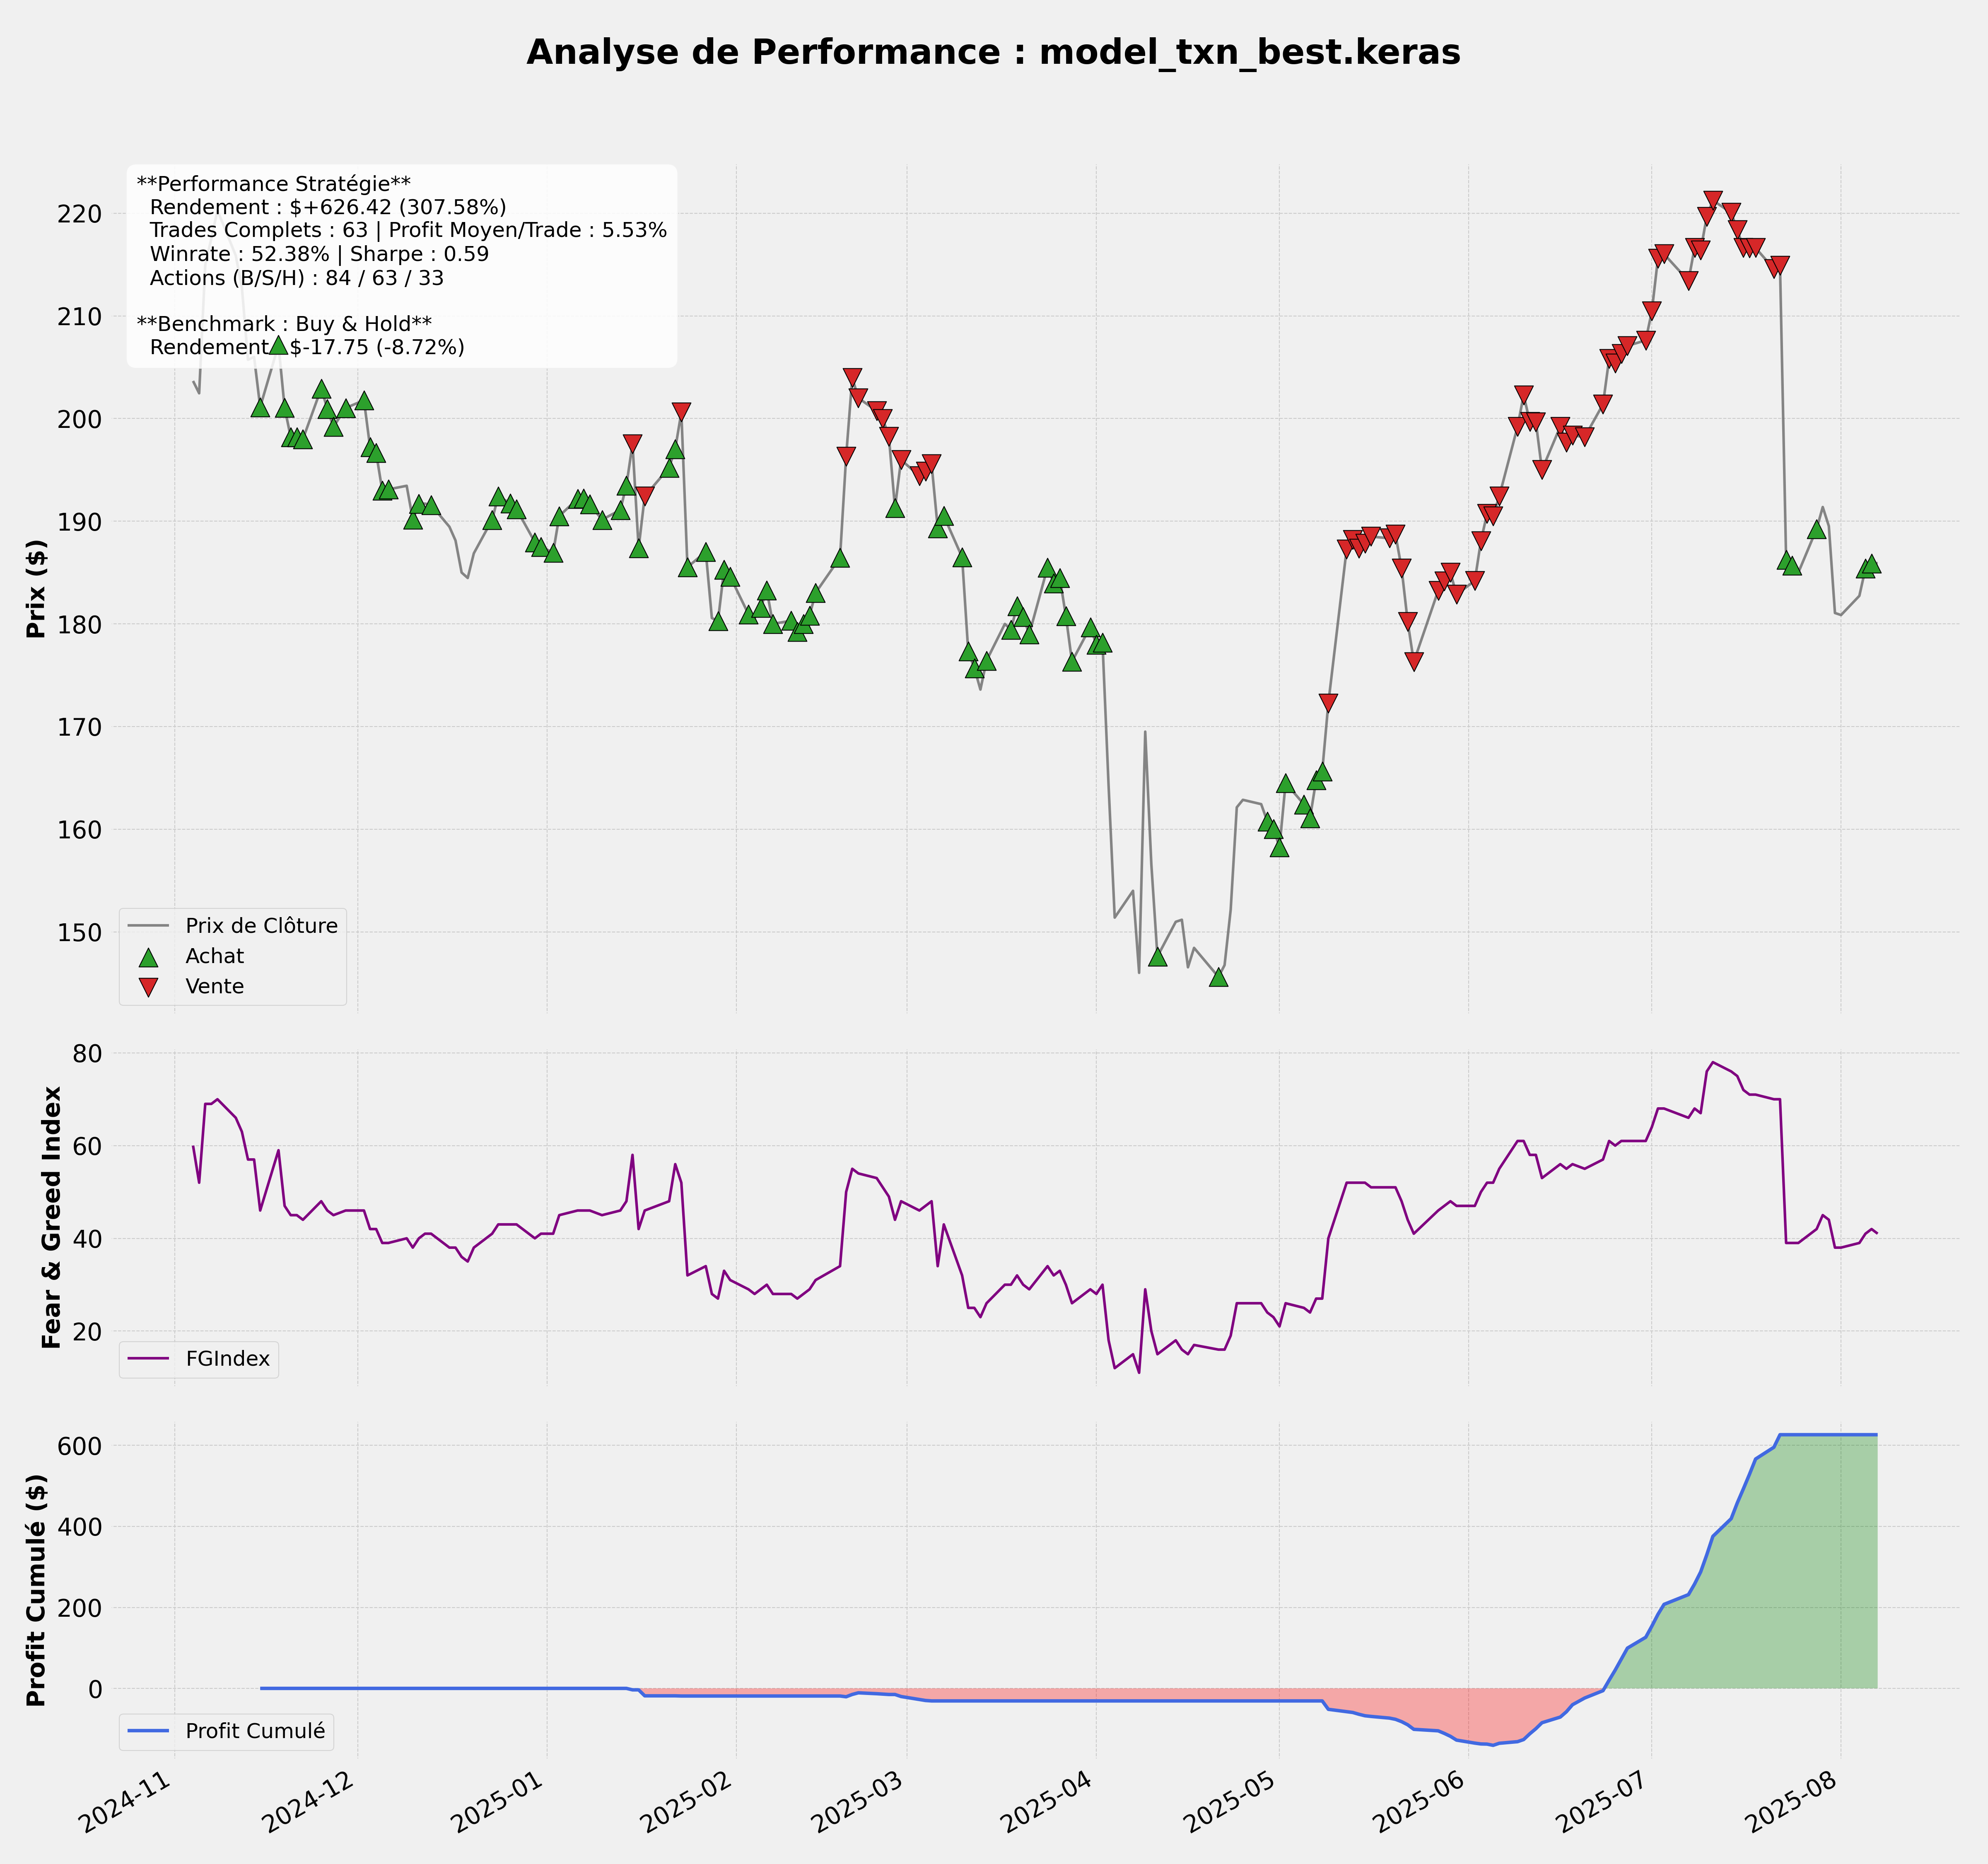 Analyse de Performance : model_txn_best.keras
**Performance Stratégie**
Rendement : $+626.42 (307.58%)
Trades Complets : 63 | Profit Moyen/Trade : 5.53%
Winrate : 52.38% | Sharpe : 0.59
Actions (B/S/H) : 84 / 63 / 33
**Benchmark : Buy & Hold**
Rendement : $-17.75 (-8.72%)
Prix ($)
220
210
200
190
180
170
160
150
Prix de Clôture
Achat
Vente
Fear & Greed Index
80
60
40
20
FGIndex
Profit Cumulé ($)
600
400
200
0
Profit Cumulé
2024-11
2024-12
2025-01
2025-02
2025-03
2025-04
2025-05
2025-06
2025-07
2025-08